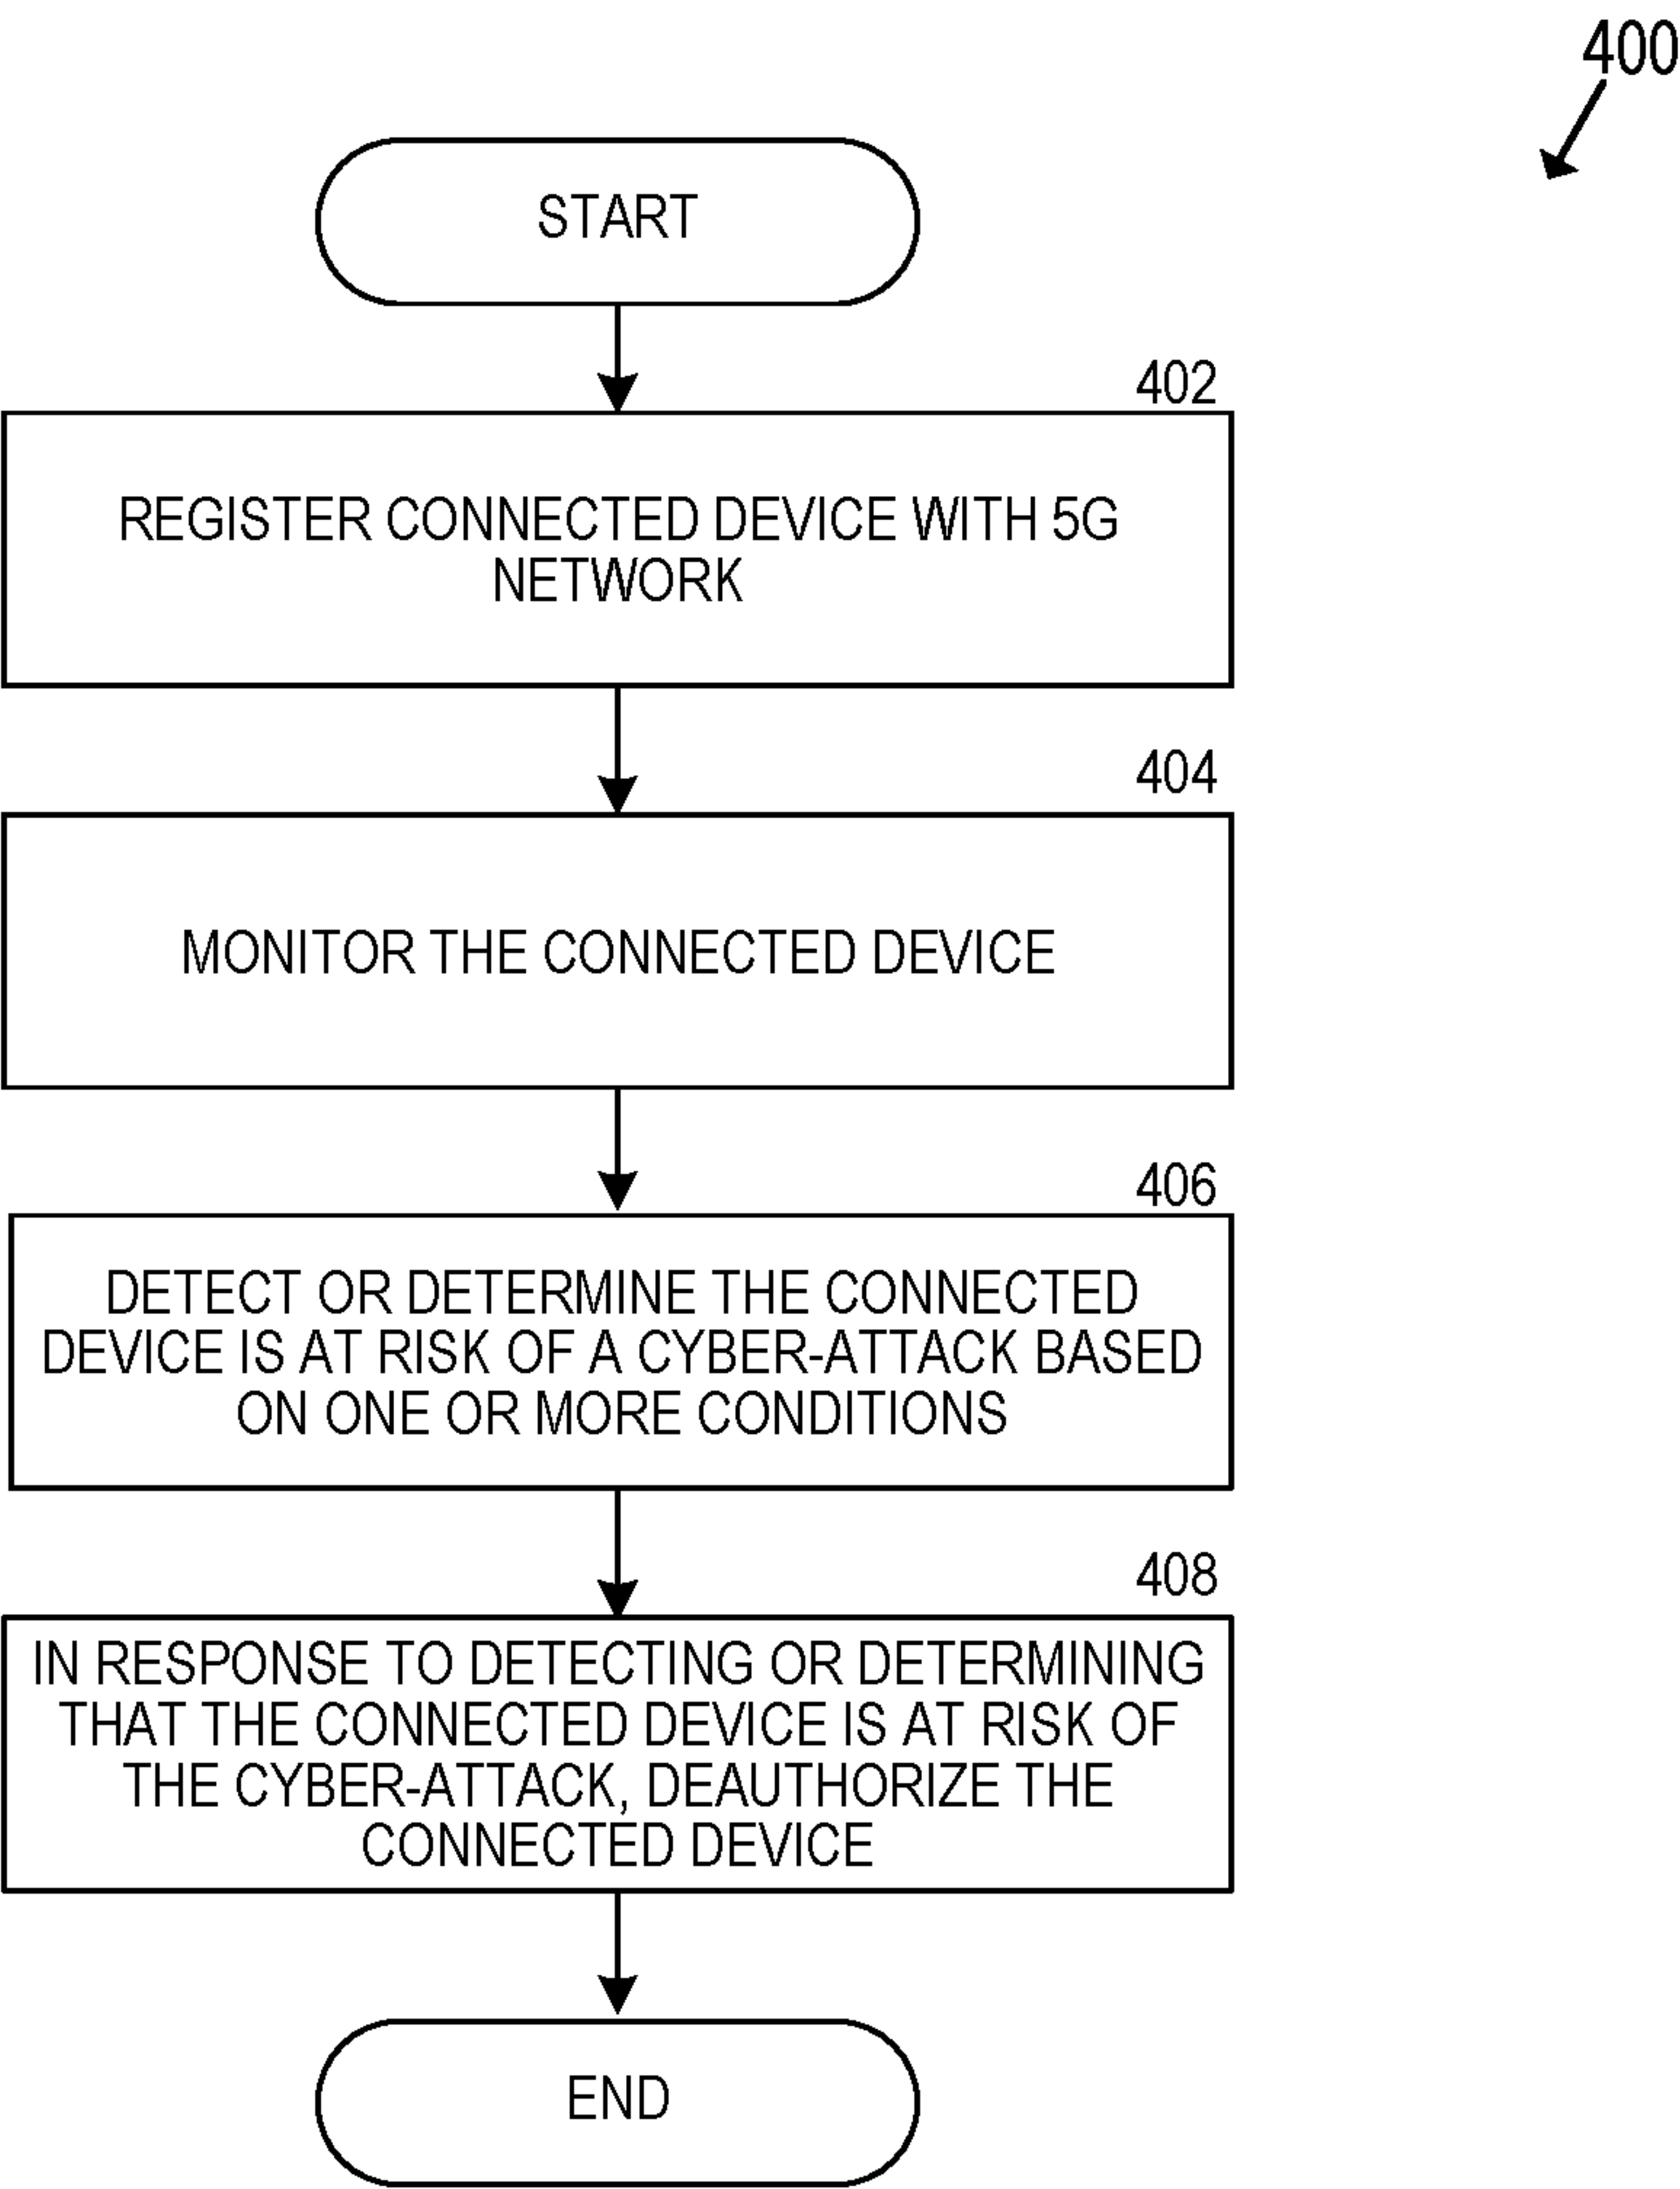 400
START
402
REGISTER CONNECTED DEVICE WITH 5G
NETWORK
404
MONITOR THE CONNECTED DEVICE
406
DETECT OR DETERMINE THE CONNECTED
DEVICE IS AT RISK OF A CYBER-ATTACK BASED
ON ONE OR MORE CONDITIONS
408
IN RESPONSE TO DETECTING OR DETERMINING
THAT THE CONNECTED DEVICE IS AT RISK OF
THE CYBER-ATTACK, DEAUTHORIZE THE
CONNECTED DEVICE
END